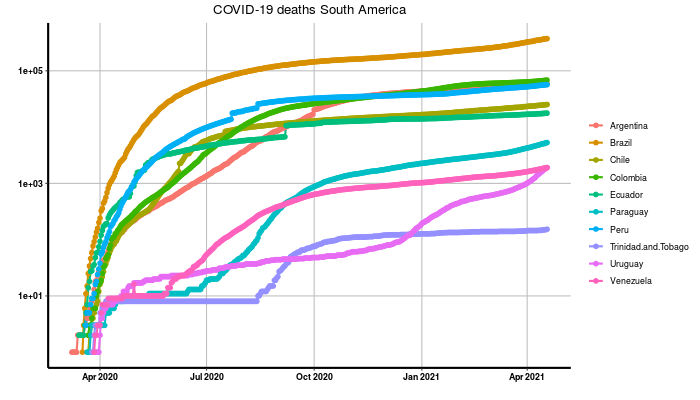 COVID-19 deaths South America
1e+05
1e+03
1e+01
Apr 2020
Jul 2020
Oct 2020
Jan 2021
Apr 2021
Argentina
Brazil
Chile
Colombia
Ecuador
Paraguay
Peru
Trinidad.and.Tobago
Uruguay
Venezuela